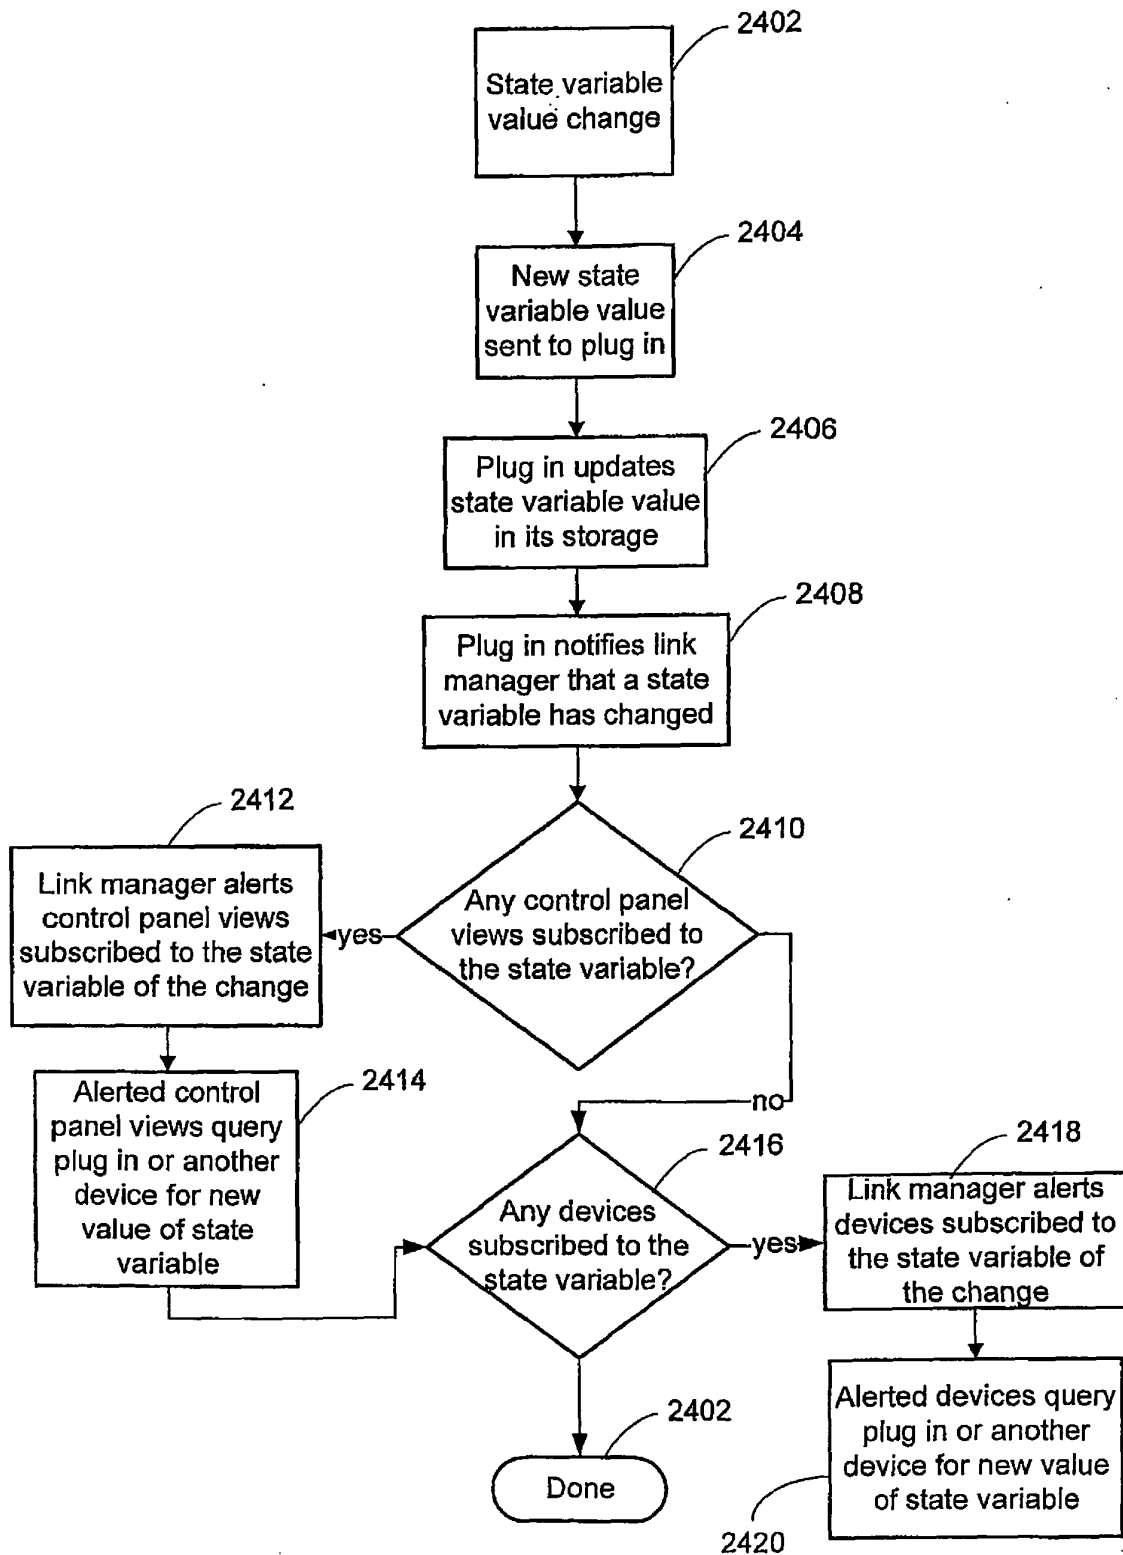 2402
State variable
value change
2404
New state
variable value
sent to plug in
2406
Plug in updates
state variable value
in its storage
2408
Plug in notifies link
manager that a state
variable has changed
2410
Any control panel
views subscribed to
the state variable?
yes
no
2412
Link manager alerts
control panel views
subscribed to the state
variable of the change
2414
Alerted control
panel views query
plug in or another
device for new
value of state
variable
2416
Any devices
subscribed to the
state variable?
yes
2418
Link manager alerts
devices subscribed to
the state variable of
the change
Alerted devices query
plug in or another
device for new value
of state variable
2420
2402
Done